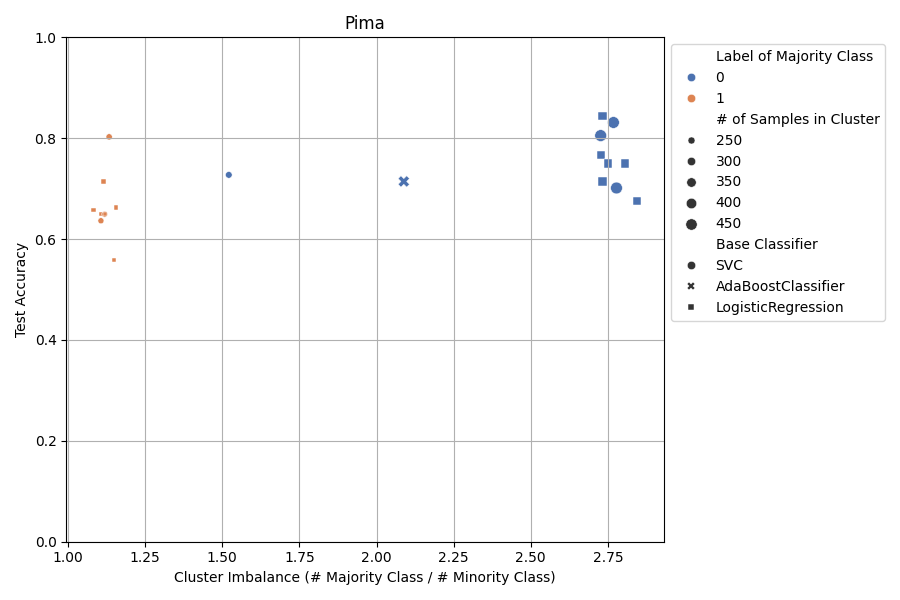 Pima
Test Accuracy
1.0
0.8
0.6
0.4
0.2
0.0
1.00 1.25 1.50 1.75 2.00 2.25 2.50 2.75
Cluster Imbalance (# Majority Class / # Minority Class)
Label of Majority Class
0
1
# of Samples in Cluster
250
300
350
400
450
Base Classifier
SVC
AdaBoostClassifier
LogisticRegression